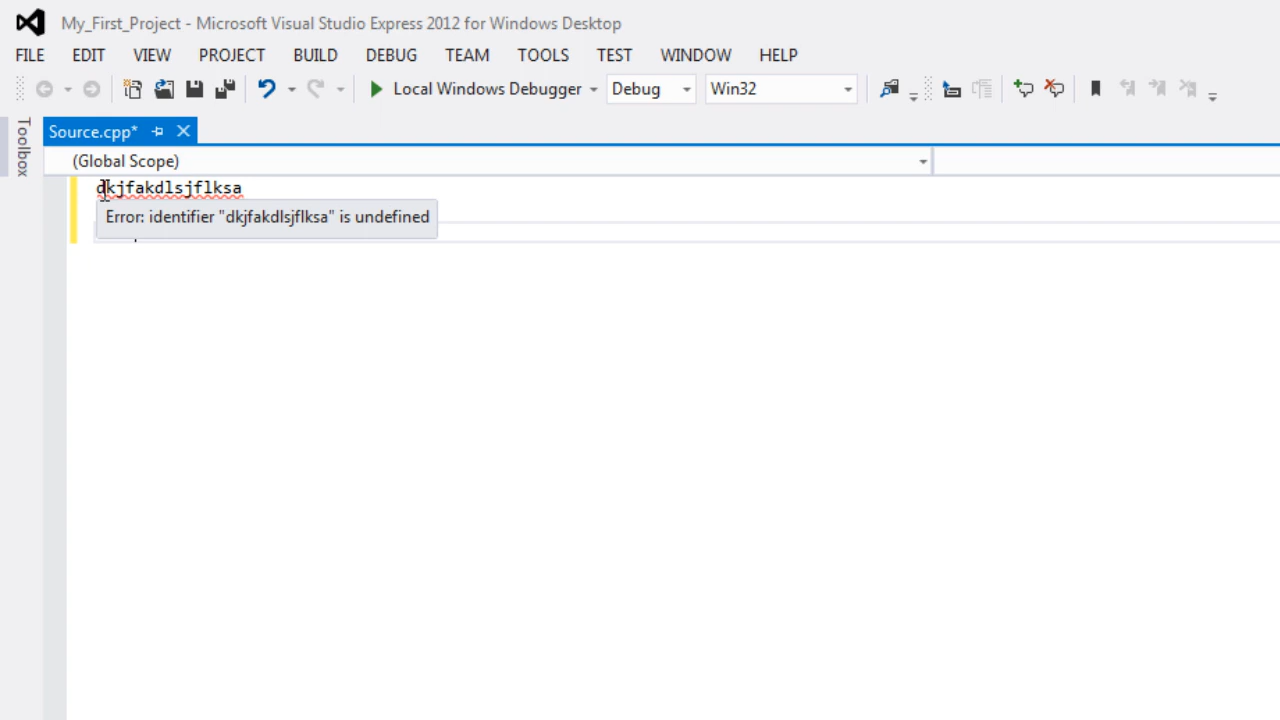 My_First_Project - Microsoft Visual Studio Express 2012 for Windows Desktop
FILE EDIT VIEW PROJECT BUILD DEBUG TEAM TOOLS TEST WINDOW HELP
Local Windows Debugger Debug Win32
Toolbox
Source.cpp*
(Global Scope)
dkjfakdlsjflksa
Error: identifier "dkjfakdlsjflksa" is undefined